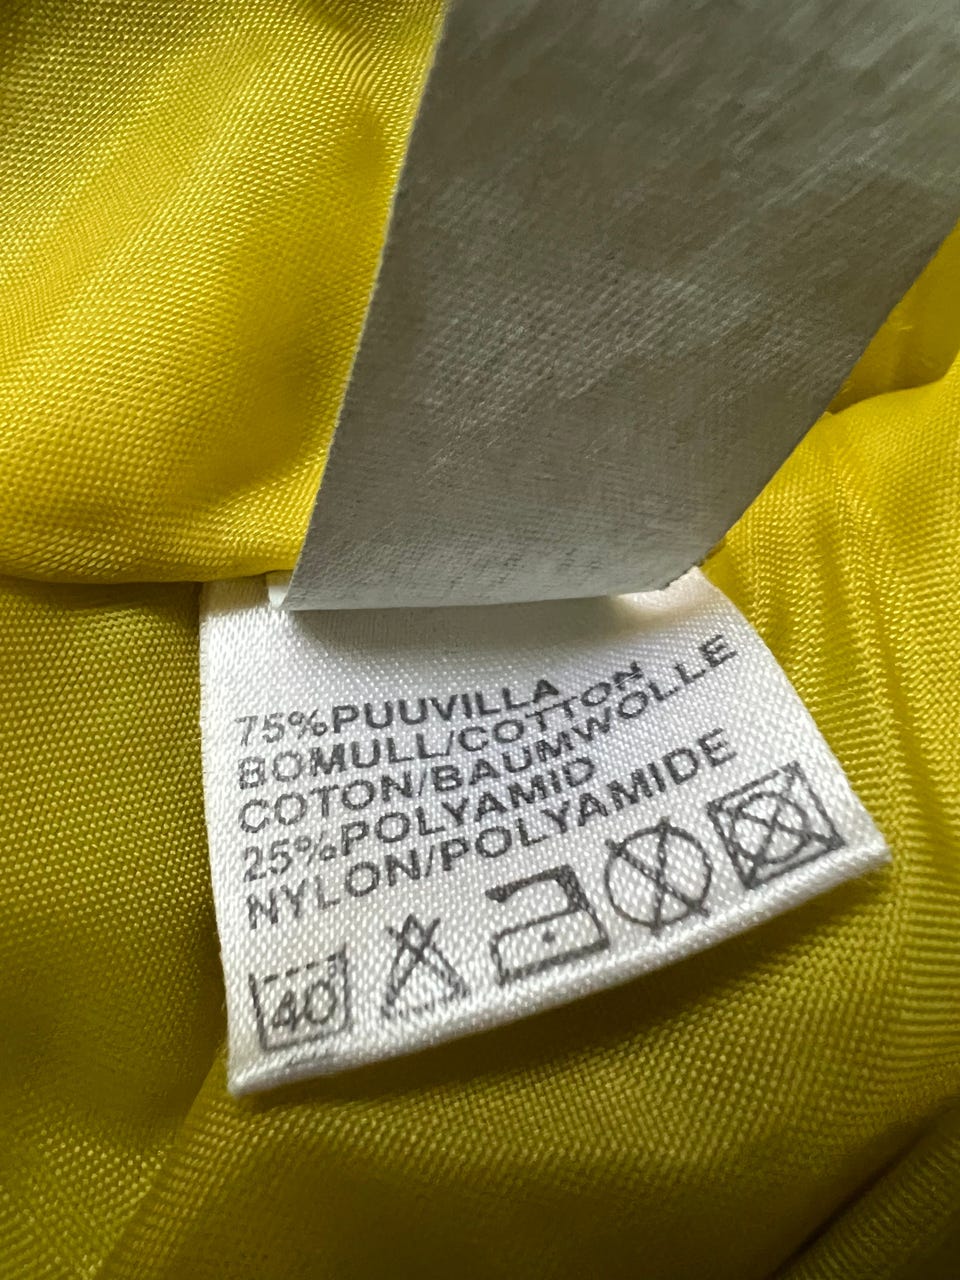 75%PUUVILLA
BOMULL/COTTON
COTON/BAUMWOLLE
25%POLYAMID
NYLON/POLYAMIDE
40